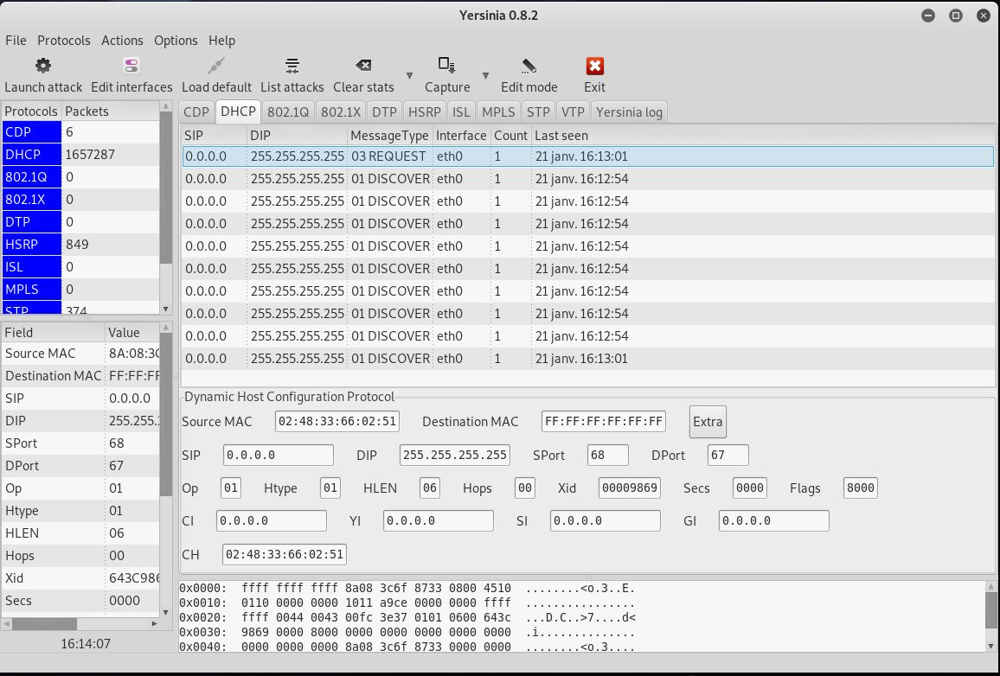 Yersinia 0.8.2
File Protocols Actions Options Help
Launch attack Edit interfaces Load default List attacks Clear stats Capture Edit mode Exit
Protocols Packets
CDP 6
DHCP 1657287
802.1Q 0
802.1X 0
DTP 0
HSRP 849
ISL 0
MPLS 0
STP 374
Field Value
Source MAC 8A:08:3C
Destination MAC FF:FF:FF
SIP 0.0.0.0
DIP 255.255.
SPort 68
DPort 67
Op 01
Htype 01
HLEN 06
Hops 00
Xid 643C986
Secs 0000
16:14:07
CDP DHCP 802.1Q 802.1X DTP HSRP ISL MPLS STP VTP Yersinia log
SIP DIP MessageType Interface Count Last seen
0.0.0.0 255.255.255.255 03 REQUEST eth0 1 21 janv. 16:13:01
0.0.0.0 255.255.255.255 01 DISCOVER eth0 1 21 janv. 16:12:54
0.0.0.0 255.255.255.255 01 DISCOVER eth0 1 21 janv. 16:12:54
0.0.0.0 255.255.255.255 01 DISCOVER eth0 1 21 janv. 16:12:54
0.0.0.0 255.255.255.255 01 DISCOVER eth0 1 21 janv. 16:12:54
0.0.0.0 255.255.255.255 01 DISCOVER eth0 1 21 janv. 16:12:54
0.0.0.0 255.255.255.255 01 DISCOVER eth0 1 21 janv. 16:12:54
0.0.0.0 255.255.255.255 01 DISCOVER eth0 1 21 janv. 16:12:54
0.0.0.0 255.255.255.255 01 DISCOVER eth0 1 21 janv. 16:12:54
0.0.0.0 255.255.255.255 01 DISCOVER eth0 1 21 janv. 16:13:01
Dynamic Host Configuration Protocol
Source MAC 02:48:33:66:02:51 Destination MAC FF:FF:FF:FF:FF:FF Extra
SIP 0.0.0.0 DIP 255.255.255.255 SPort 68 DPort 67
Op 01 Htype 01 HLEN 06 Hops 00 Xid 00009869 Secs 0000 Flags 8000
CI 0.0.0.0 YI 0.0.0.0 SI 0.0.0.0 GI 0.0.0.0
CH 02:48:33:66:02:51
0x0000: ffff ffff ffff 8a08 3c6f 8733 0800 4510 ........<o.3..E.
0x0010: 0110 0000 0000 1011 a9ce 0000 0000 ffff ................
0x0020: ffff 0044 0043 00fc 3e37 0101 0600 643c ...D.C..>7....d<
0x0030: 9869 0000 8000 0000 0000 0000 0000 0000 .i..............
0x0040: 0000 0000 0000 8a08 3c6f 8733 0000 0000 ........<o.3....